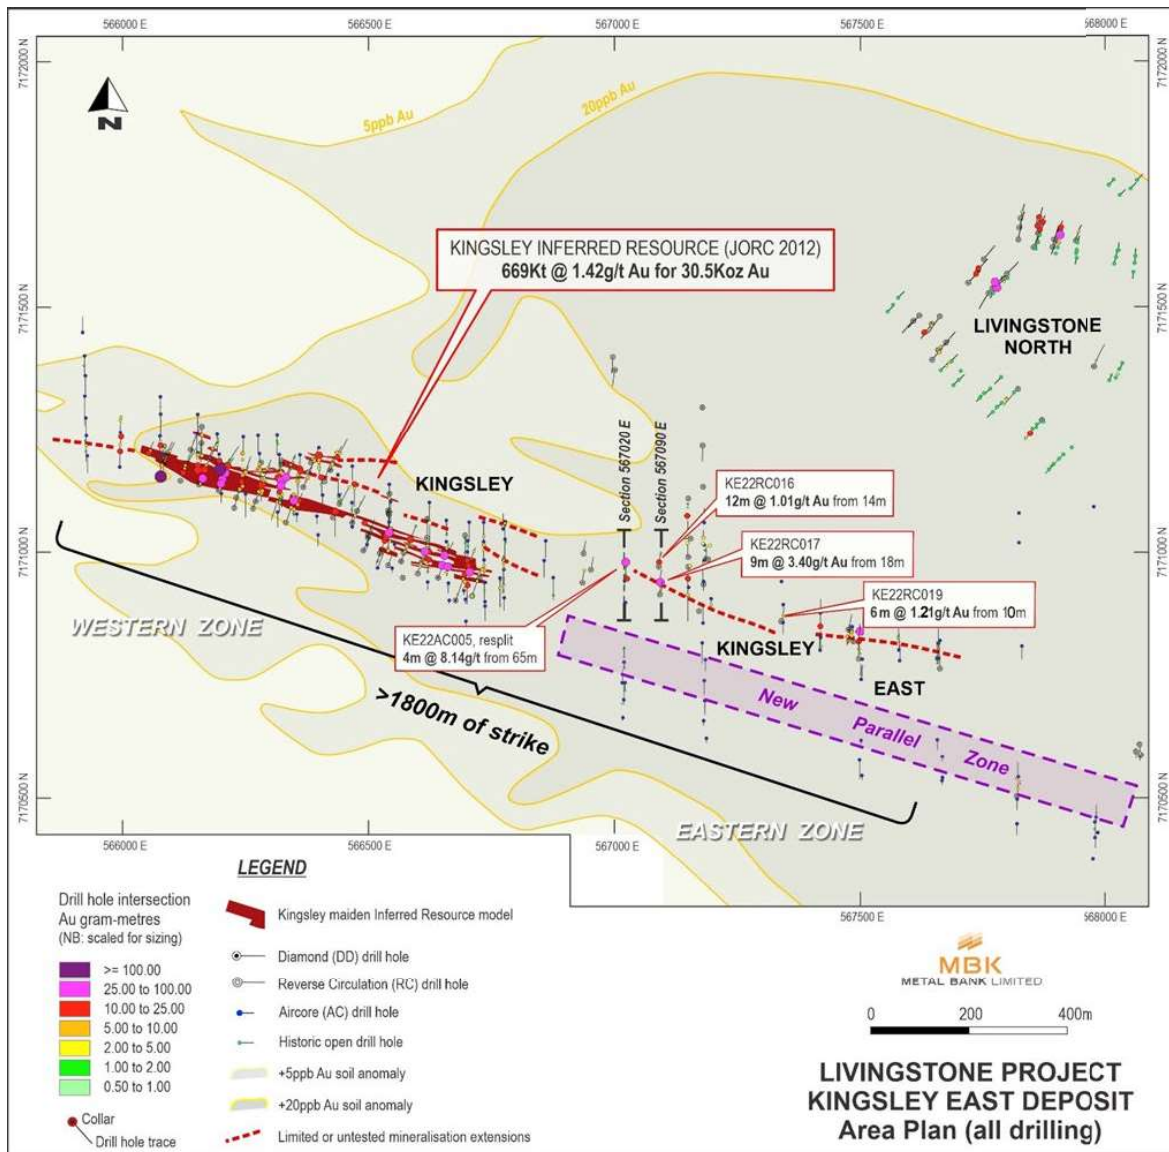 566000 E
566500 E
567000 E
567500 E
568000 E
7172000 N
7172000 N
5ppb Au
20ppb Au
N
KINGSLEY INFERRED RESOURCE (JORC 2012)
669Kt @ 1.42g/t Au for 30.5Koz Au
7171500 N
7171500 N
LIVINGSTONE
NORTH
KINGSLEY
Section 567020 E
Section 567090 E
KE22RC016
12m @ 1.01g/t Au from 14m
7171000 N
7171000 N
KE22RC017
9m @ 3.40g/t Au from 18m
KE22RC019
6m @ 1.21g/t Au from 10m
WESTERN ZONE
KE22AC005, resplit
4m @ 8.14g/t from 65m
KINGSLEY
EAST
>1800m of strike
New Parallel Zone
7170500 N
7170500 N
EASTERN ZONE
566000 E
566500 E
567000 E
567500 E
568000 E
LEGEND
Drill hole intersection
Au gram-metres
(NB: scaled for sizing)
>= 100.00
25.00 to 100.00
10.00 to 25.00
5.00 to 10.00
2.00 to 5.00
1.00 to 2.00
0.50 to 1.00
Collar
Drill hole trace
Kingsley maiden Inferred Resource model
Diamond (DD) drill hole
Reverse Circulation (RC) drill hole
Aircore (AC) drill hole
Historic open drill hole
+5ppb Au soil anomaly
+20ppb Au soil anomaly
Limited or untested mineralisation extensions
MBK
METAL BANK LIMITED
0 200 400m
LIVINGSTONE PROJECT
KINGSLEY EAST DEPOSIT
Area Plan (all drilling)